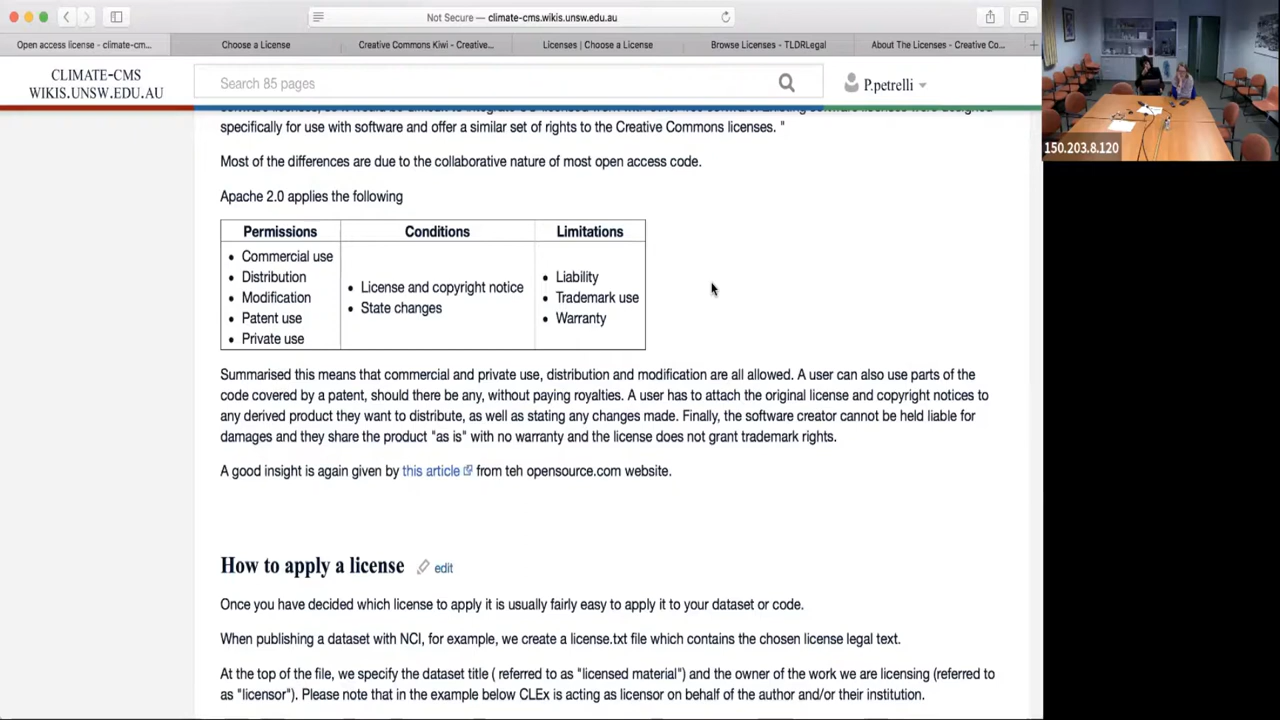 Not Secure — climate-cms.wikis.unsw.edu.au
Open access license - climate-cm...
Choose a License
Creative Commons Kiwi - Creative...
Licenses | Choose a License
Browse Licenses - TLDRLegal
About The Licenses - Creative Co...
CLIMATE-CMS
WIKIS.UNSW.EDU.AU
Search 85 pages
P.petrelli
150.203.8.120
specifically for use with software and offer a similar set of rights to the Creative Commons licenses. "
Most of the differences are due to the collaborative nature of most open access code.
Apache 2.0 applies the following
Permissions
Conditions
Limitations
• Commercial use
• Distribution
• Modification
• Patent use
• Private use
• License and copyright notice
• State changes
• Liability
• Trademark use
• Warranty
Summarised this means that commercial and private use, distribution and modification are all allowed. A user can also use parts of the
code covered by a patent, should there be any, without paying royalties. A user has to attach the original license and copyright notices to
any derived product they want to distribute, as well as stating any changes made. Finally, the software creator cannot be held liable for
damages and they share the product "as is" with no warranty and the license does not grant trademark rights.
A good insight is again given by this article from teh opensource.com website.
How to apply a license edit
Once you have decided which license to apply it is usually fairly easy to apply it to your dataset or code.
When publishing a dataset with NCI, for example, we create a license.txt file which contains the chosen license legal text.
At the top of the file, we specify the dataset title ( referred to as "licensed material") and the owner of the work we are licensing (referred to
as "licensor"). Please note that in the example below CLEx is acting as licensor on behalf of the author and/or their institution.